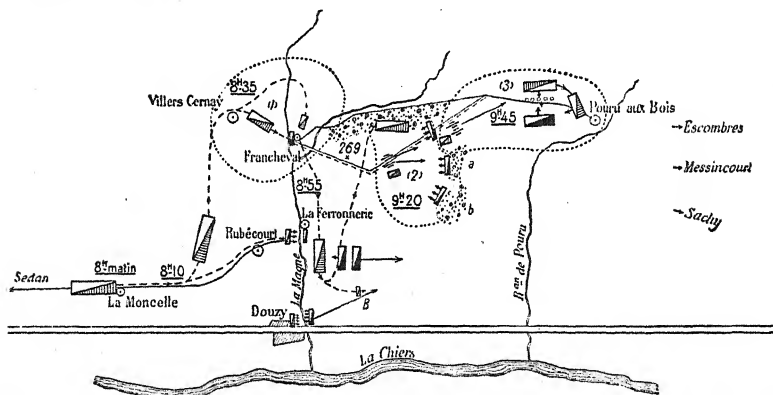 8ᴴ35
(3)
Villers Cernay
(1)
Pouru aux Bois
9ᴴ45
Escombres
Francheval
269
a
Messincourt
(2)
8ᴴ55
9ᴴ20
b
La Ferronnerie
Sachy
Rubécourt
8ᴴ matin
8ᴴ10
Sedan
La Moncelle
La Magne
B
Rᵃᵘ de Pouru
Douzy
La Chiers